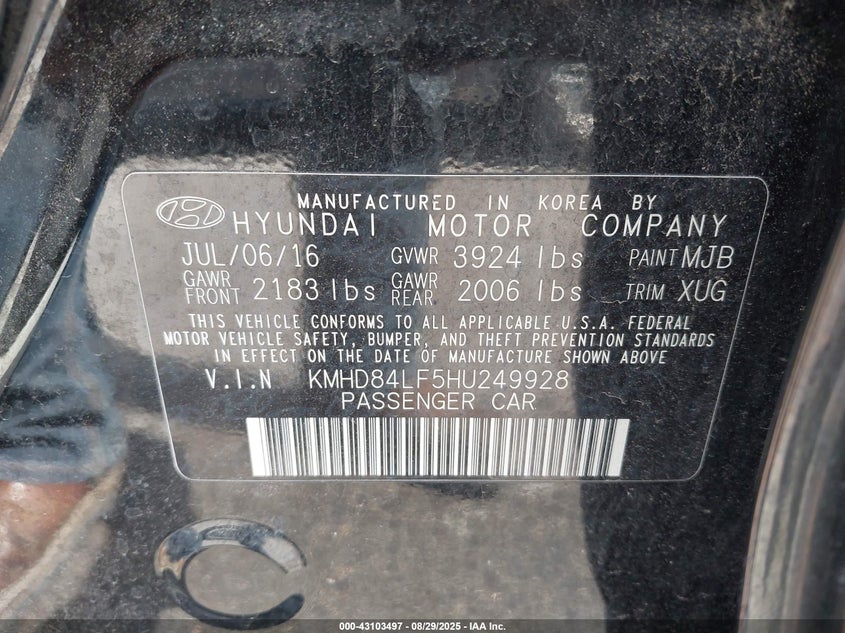 MANUFACTURED IN KOREA BY
HYUNDAI MOTOR COMPANY
JUL/06/16 GVWR 3924 lbs PAINT MJB
GAWR FRONT 2183 lbs GAWR REAR 2006 lbs TRIM XUG
THIS VEHICLE CONFORMS TO ALL APPLICABLE U.S.A. FEDERAL
MOTOR VEHICLE SAFETY, BUMPER, AND THEFT PREVENTION STANDARDS
IN EFFECT ON THE DATE OF MANUFACTURE SHOWN ABOVE
V.I.N KMHD84LF5HU249928
PASSENGER CAR
000-43103497 - 08/29/2025 - IAA Inc.